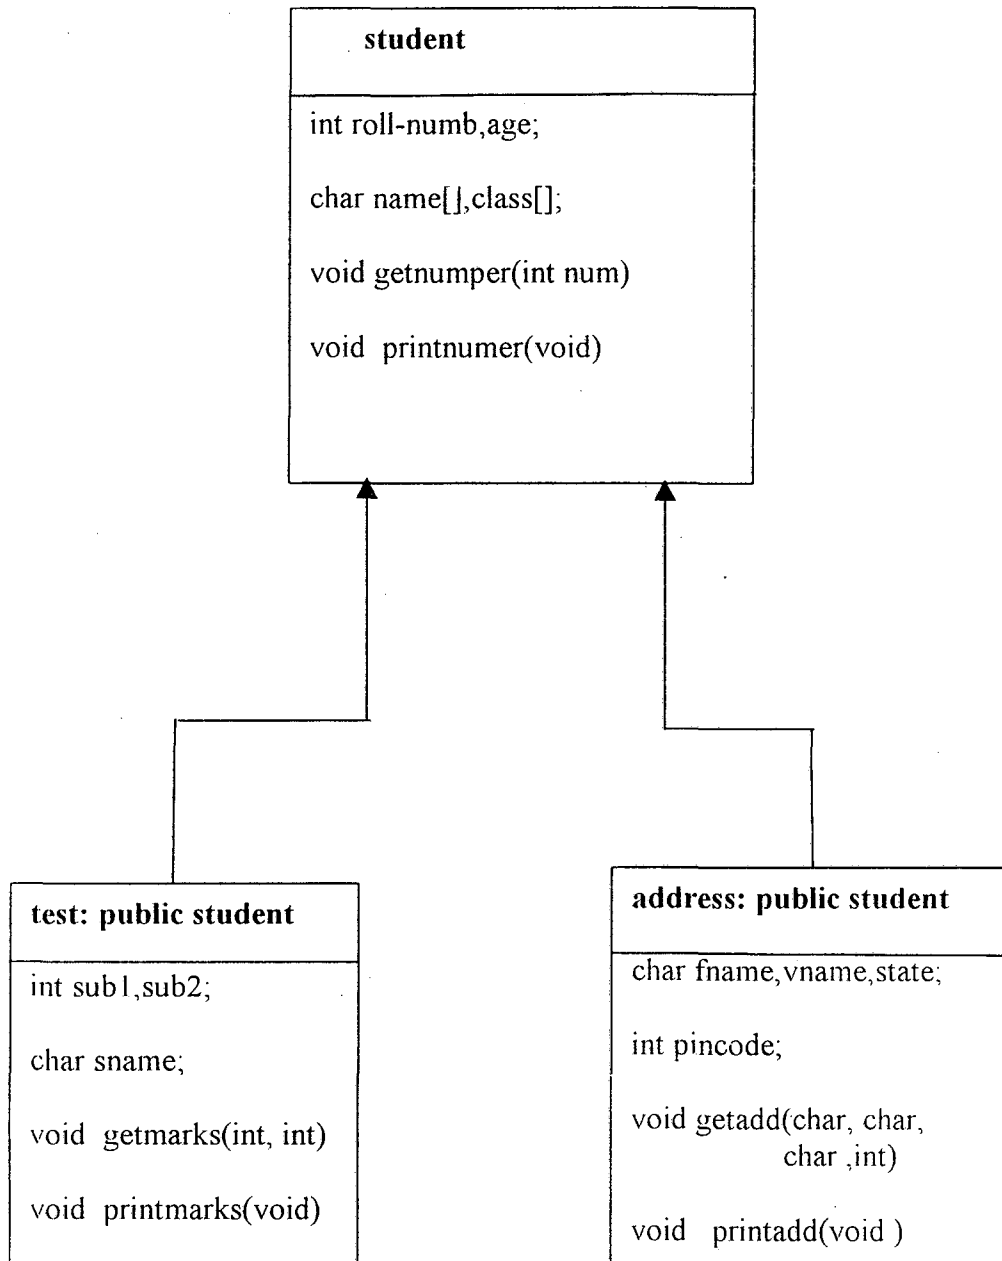 student
int roll-numb,age;
char name[],class[];
void getnumper(int num)
void printnumer(void)
test: public student
int sub1,sub2;
char sname;
void getmarks(int, int)
void printmarks(void)
address: public student
char fname,vname,state;
int pincode;
void getadd(char, char,
char ,int)
void printadd(void )